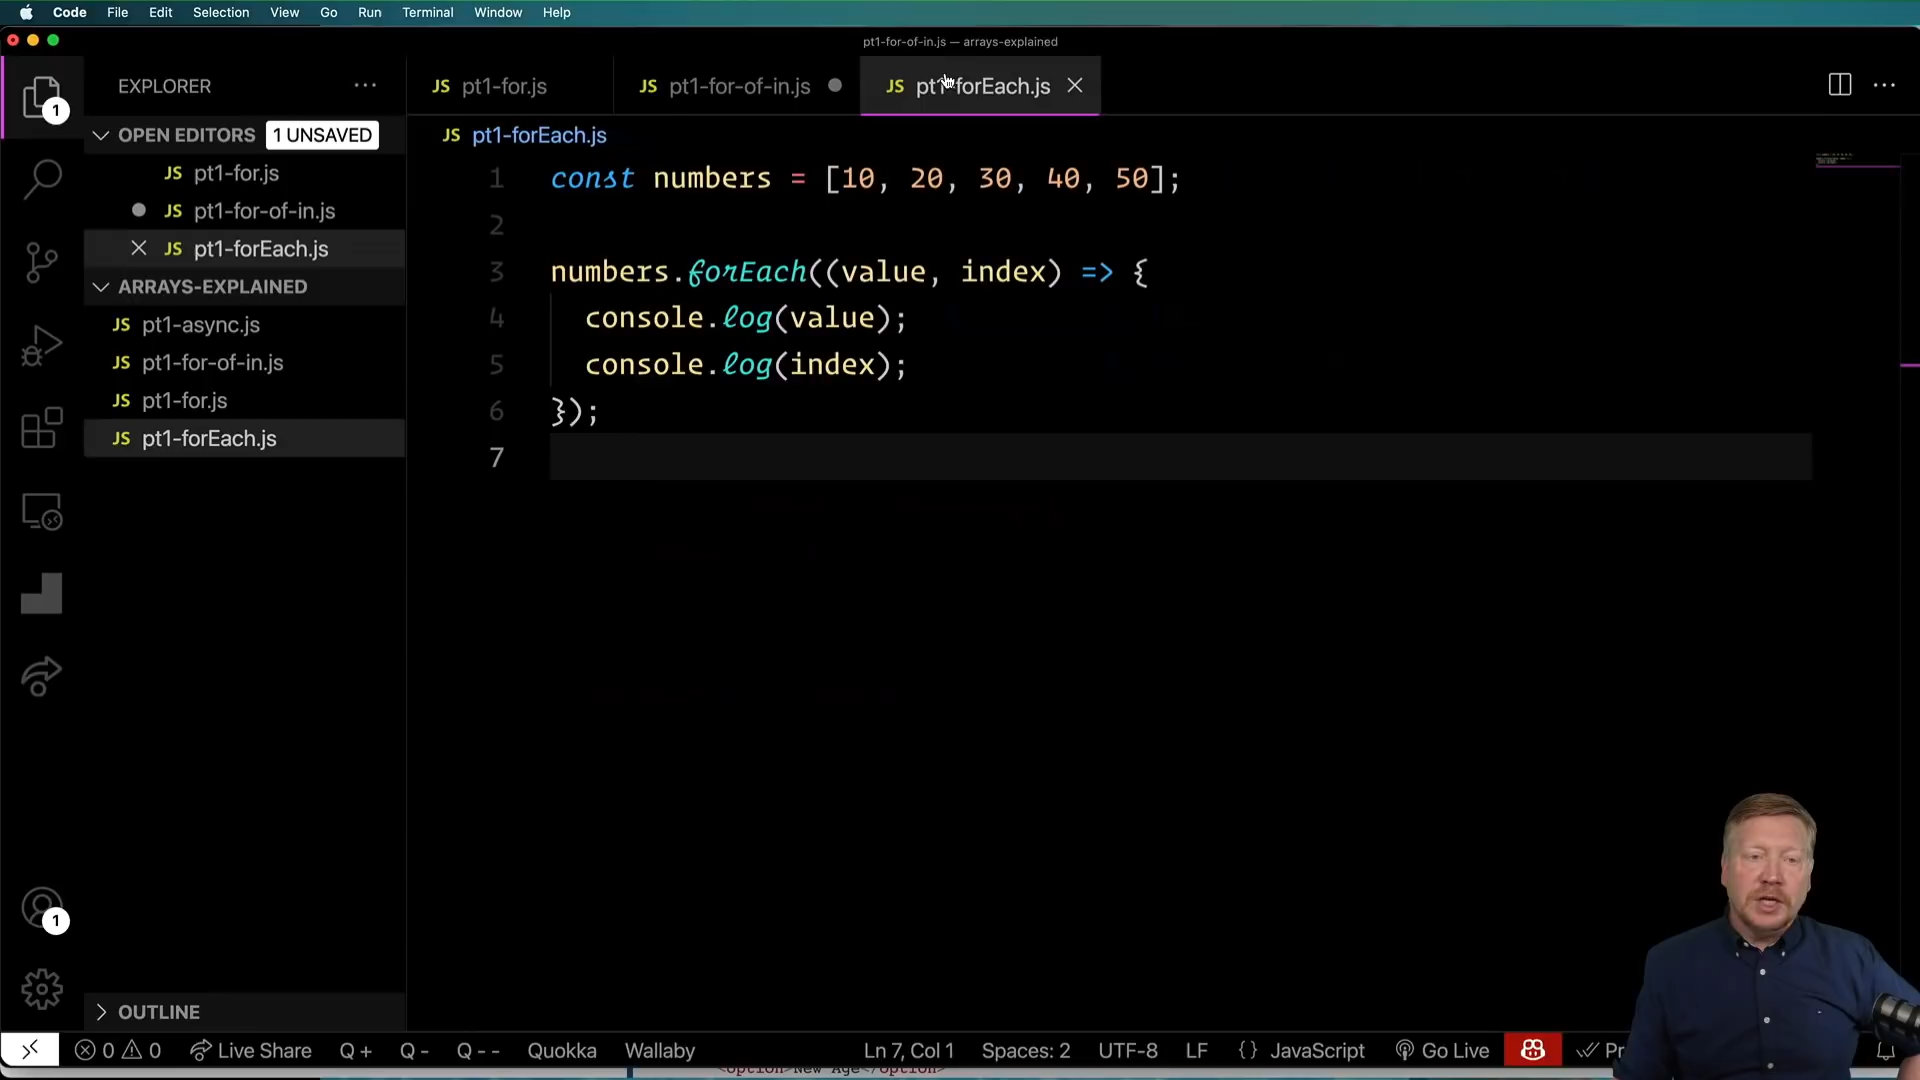 Code File Edit Selection View Go Run Terminal Window Help
pt1-for-of-in.js — arrays-explained
EXPLORER
JS pt1-for.js
JS pt1-for-of-in.js
JS pt1-forEach.js
1
OPEN EDITORS 1 UNSAVED
JS pt1-for.js
JS pt1-for-of-in.js
JS pt1-forEach.js
ARRAYS-EXPLAINED
JS pt1-async.js
JS pt1-for-of-in.js
JS pt1-for.js
JS pt1-forEach.js
JS pt1-forEach.js
1 const numbers = [10, 20, 30, 40, 50];
2
3 numbers.forEach((value, index) => {
4 console.log(value);
5 console.log(index);
6 });
7
1
OUTLINE
0 0 Live Share Q + Q - Q - - Quokka Wallaby Ln 7, Col 1 Spaces: 2 UTF-8 LF {} JavaScript Go Live
<option>New Age</option>